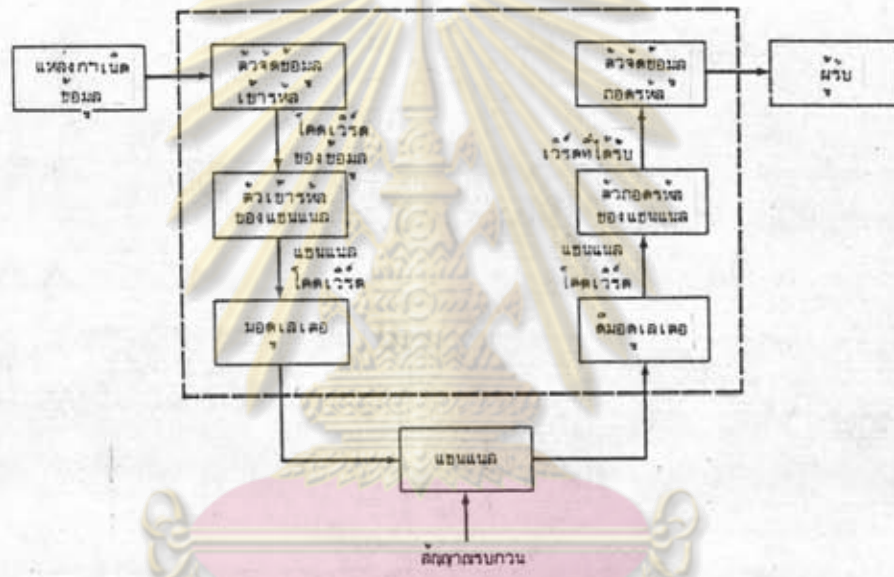 แหล่งกำเนิด
ข้อมูล
ตัวจัดข้อมูล
เข้ารหัส
โคดเวิร์ด
ของข้อมูล
ตัวเข้ารหัส
ของแชนแนล
แชนแนล
โคดเวิร์ด
มอดูเลเตอ
แชนแนล
สัญญาณรบกวน
ดีมอดูเลเตอ
แชนแนล
โคดเวิร์ด
ตัวถอดรหัส
ของแชนแนล
เวิร์ดที่ได้รับ
ตัวจัดข้อมูล
ถอดรหัส
ผู้รับ